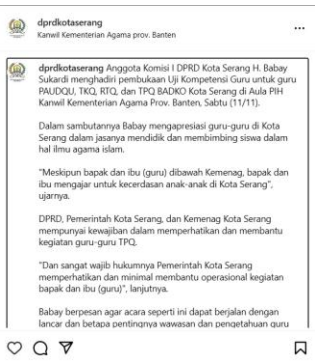 dprdkotaserang
Kanwil Kementerian Agama prov. Banten
dprdkotaserang Anggota Komisi I DPRD Kota Serang H. Babay
Sukardi menghadiri pembukaan Uji Kompetensi Guru untuk guru
PAUDQU, TKQ, RTQ, dan TPQ BADKO Kota Serang di Aula PIH
Kanwil Kementerian Agama Prov. Banten, Sabtu (11/11).
Dalam sambutannya Babay mengapresiasi guru-guru di Kota
Serang dalam jasanya mendidik dan membimbing siswa dalam
hal ilmu agama islam.
"Meskipun bapak dan ibu (guru) dibawah Kemenag, bapak dan
ibu mengajar untuk kecerdasan anak-anak di Kota Serang",
ujarnya.
DPRD, Pemerintah Kota Serang, dan Kemenag Kota Serang
mempunyai kewajiban dalam memperhatikan dan membantu
kegiatan guru-guru TPQ.
"Dan sangat wajib hukumnya Pemerintah Kota Serang
memperhatikan dan minimal membantu operasional kegiatan
bapak dan ibu (guru)", lanjutnya.
Babay berpesan agar acara seperti ini dapat berjalan dengan
lancar dan betapa pentingnya wawasan dan pengetahuan guru